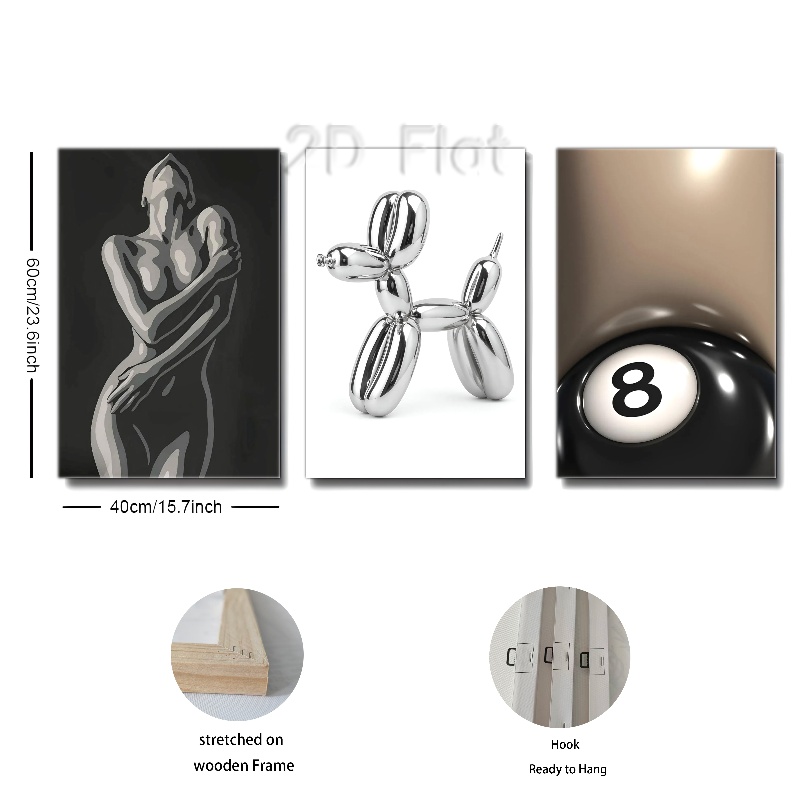 2D Flat
60cm/23.6inch
8
40cm/15.7inch
stretched on
wooden Frame
Hook
Ready to Hang